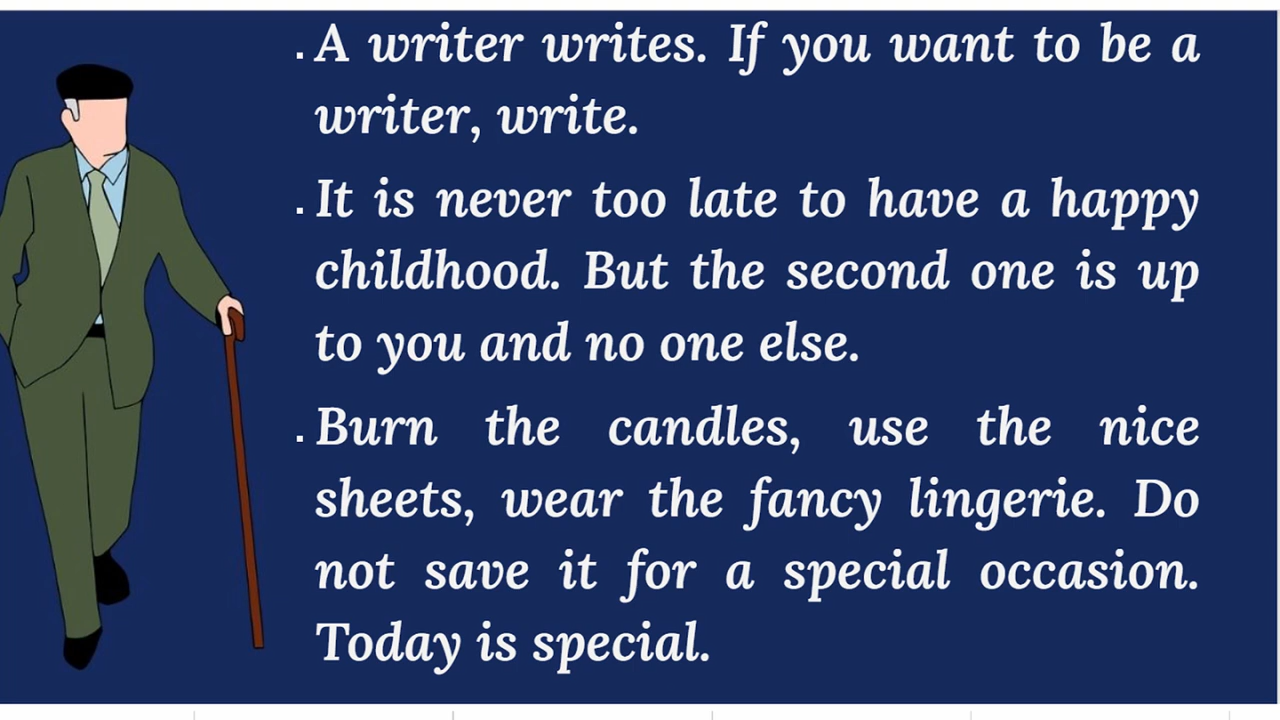 . A writer writes. If you want to be a
writer, write.
. It is never too late to have a happy
childhood. But the second one is up
to you and no one else.
. Burn the candles, use the nice
sheets, wear the fancy lingerie. Do
not save it for a special occasion.
Today is special.